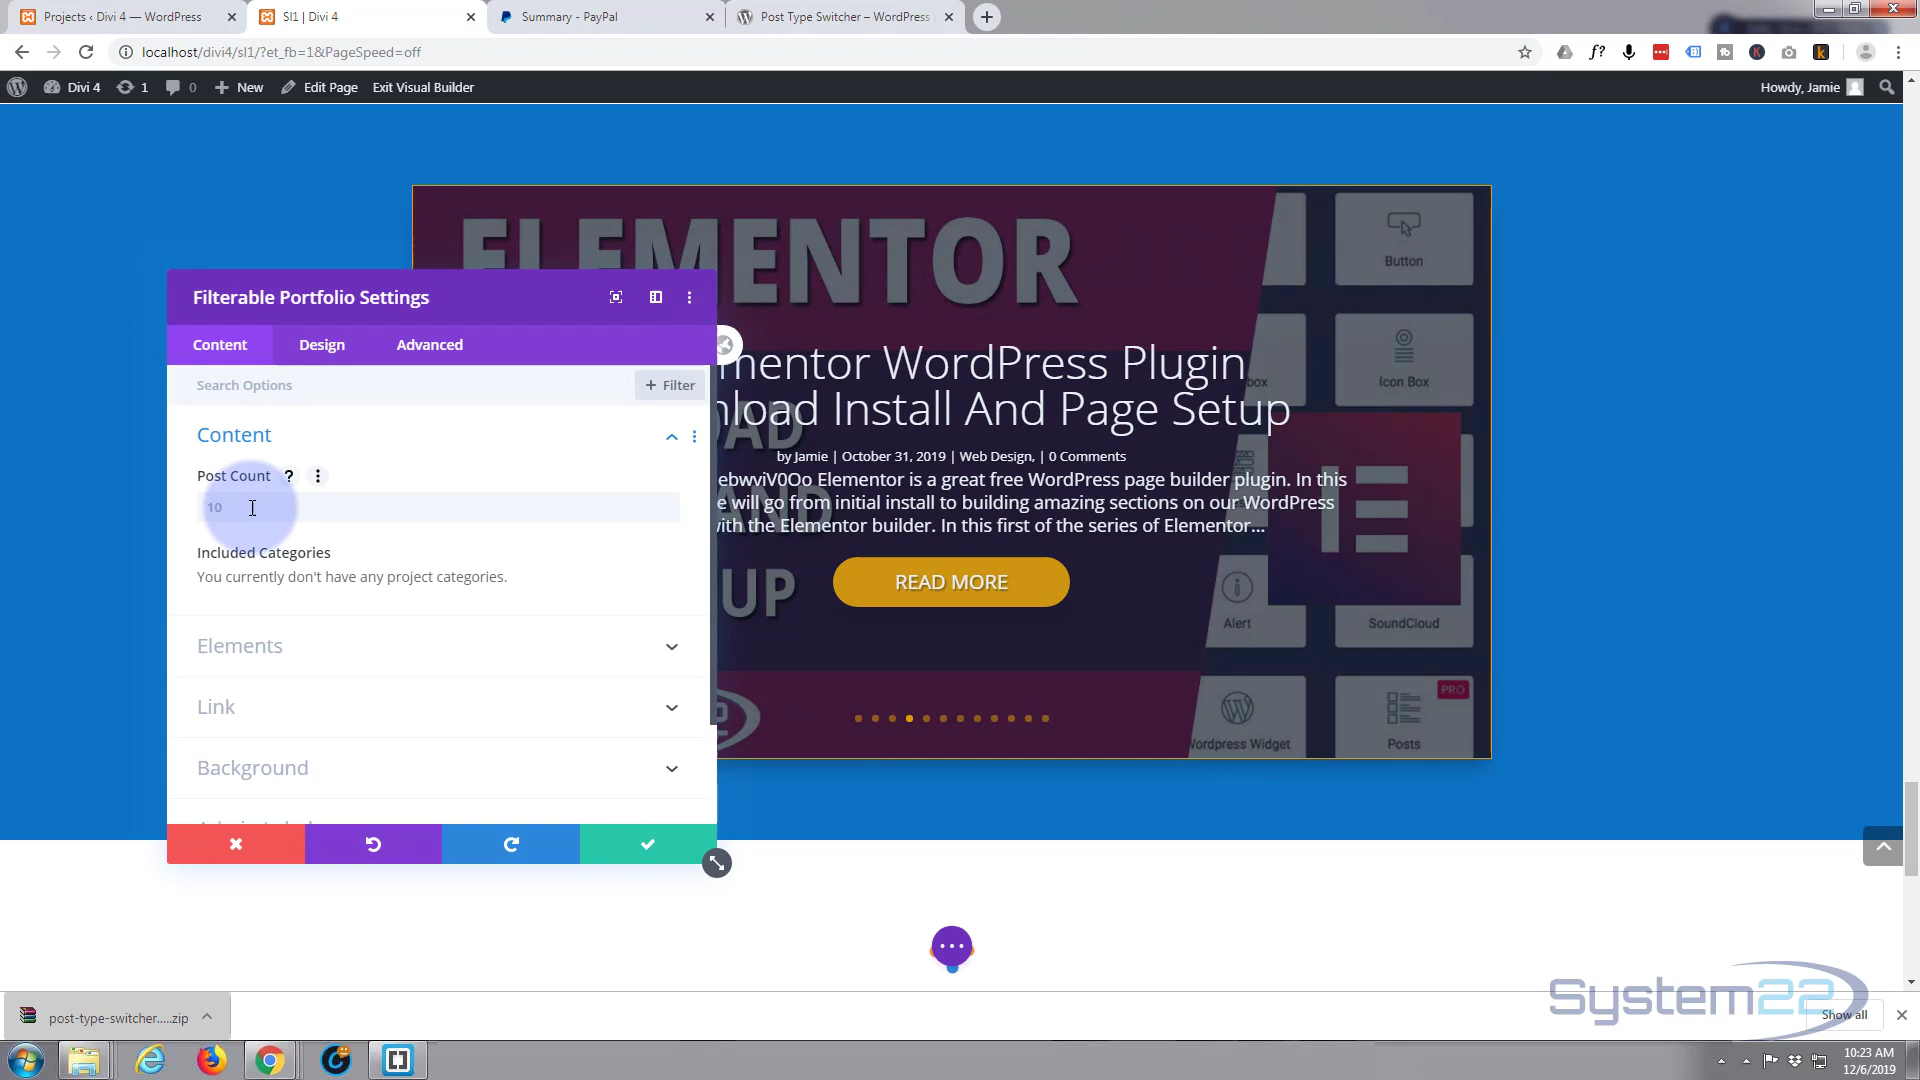 Projects ‹ Divi 4 — WordPress
Sl1 | Divi 4
Summary - PayPal
Post Type Switcher – WordPress
localhost/divi4/sl1/?et_fb=1&PageSpeed=off
Divi 4
1
0
New
Edit Page
Exit Visual Builder
Howdy, Jamie
ELEMENTOR
Button
Filterable Portfolio Settings
Content
Design
Advanced
mentor WordPress Plugin
box
Icon Box
Search Options
+ Filter
nload Install And Page Setup
OAD
Content
by Jamie | October 31, 2019 | Web Design, | 0 Comments
Post Count ?
ebwviV0Oo Elementor is a great free WordPress page builder plugin. In this
10
e will go from initial install to building amazing sections on our WordPress
AND
with the Elementor builder. In this first of the series of Elementor...
Included Categories
You currently don't have any project categories.
READ MORE
UP
Alert
SoundCloud
Elements
Link
PRO
Wordpress Widget
Posts
Background
System22
post-type-switcher.....zip
Show all
10:23 AM
12/6/2019